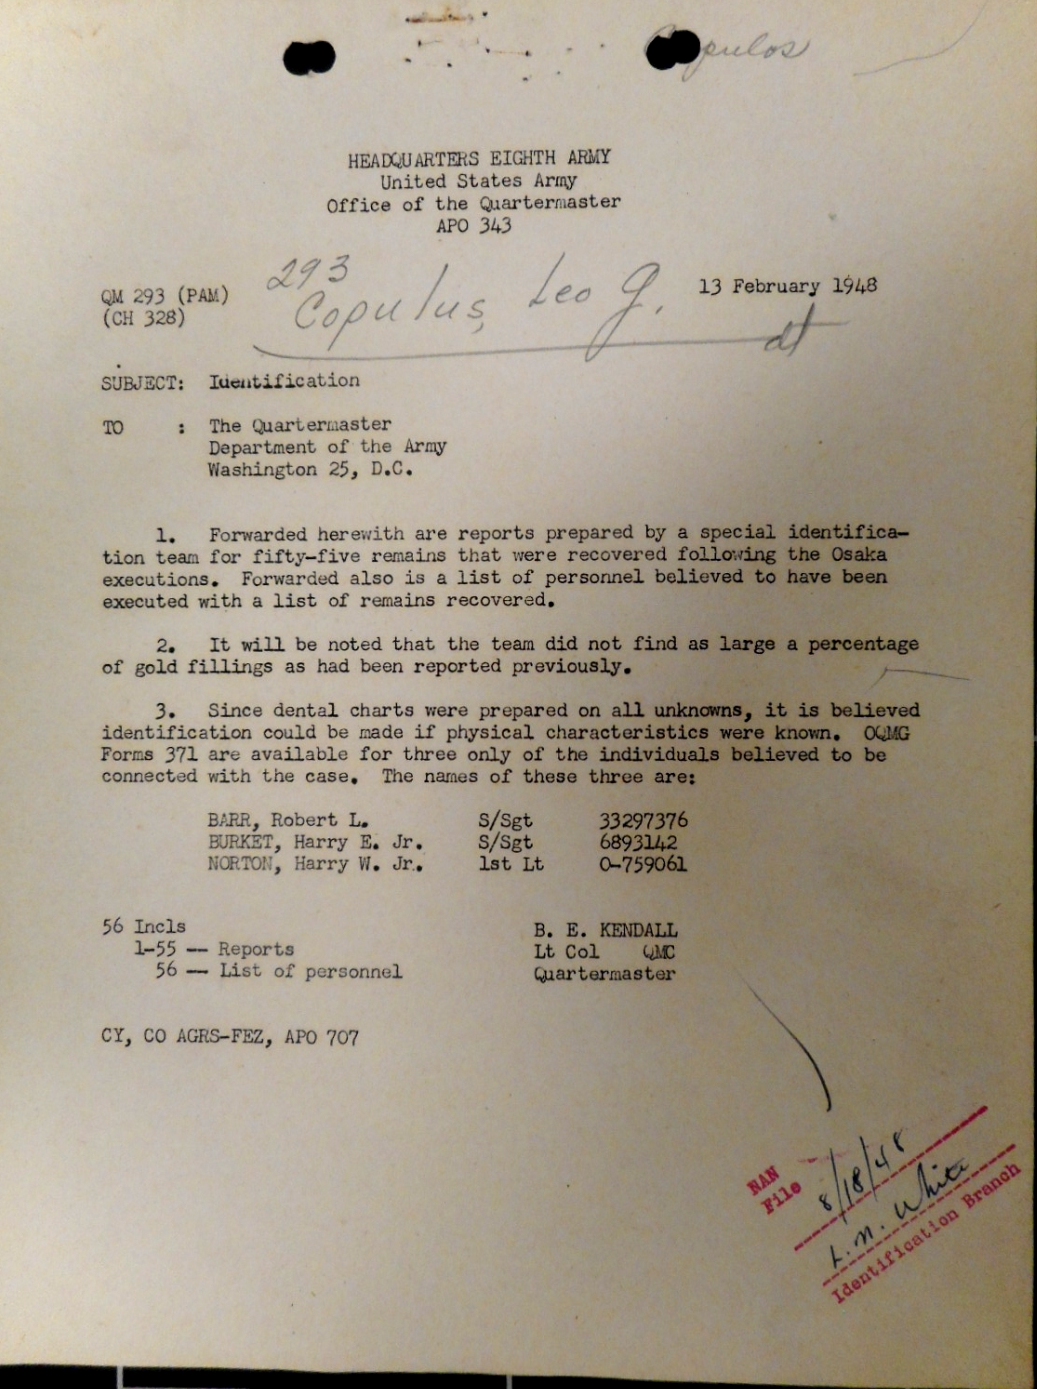 Copulos
HEADQUARTERS EIGHTH ARMY
United States Army
Office of the Quartermaster
APO 343
293
Copulus, Leo G.
13 February 1948
QM 293 (PAM)
(CH 328)
SUBJECT: Identification
TO : The Quartermaster
Department of the Army
Washington 25, D.C.
1. Forwarded herewith are reports prepared by a special identifica-
tion team for fifty-five remains that were recovered following the Osaka
executions. Forwarded also is a list of personnel believed to have been
executed with a list of remains recovered.
2. It will be noted that the team did not find as large a percentage
of gold fillings as had been reported previously.
3. Since dental charts were prepared on all unknowns, it is believed
identification could be made if physical characteristics were known. OQMG
Forms 371 are available for three only of the individuals believed to be
connected with the case. The names of these three are:
BARR, Robert L. S/Sgt 33297376
BURKET, Harry E. Jr. S/Sgt 6893142
NORTON, Harry W. Jr. 1st Lt O-759061
56 Incls
1-55 -- Reports
56 -- List of personnel
B. E. KENDALL
Lt Col QMC
Quartermaster
CY, CO AGRS-FEZ, APO 707
NAN
File
8/18/48
L. N. White
Identification Branch